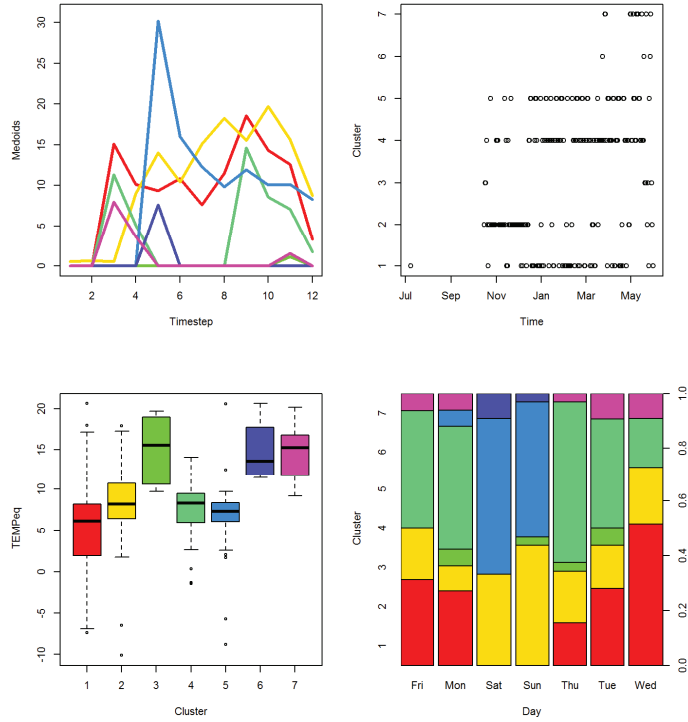 30
25
20
15
10
5
0
Medoids
2 4 6 8 10 12
Timestep
7
6
5
4
3
2
1
Cluster
Jul Sep Nov Jan Mar May
Time
20
15
10
5
0
-5
-10
TEMPeq
1 2 3 4 5 6 7
Cluster
7
5
4
3
2
1
Cluster
1.0
0.8
0.6
0.4
0.2
0.0
Fri Mon Sat Sun Thu Tue Wed
Day